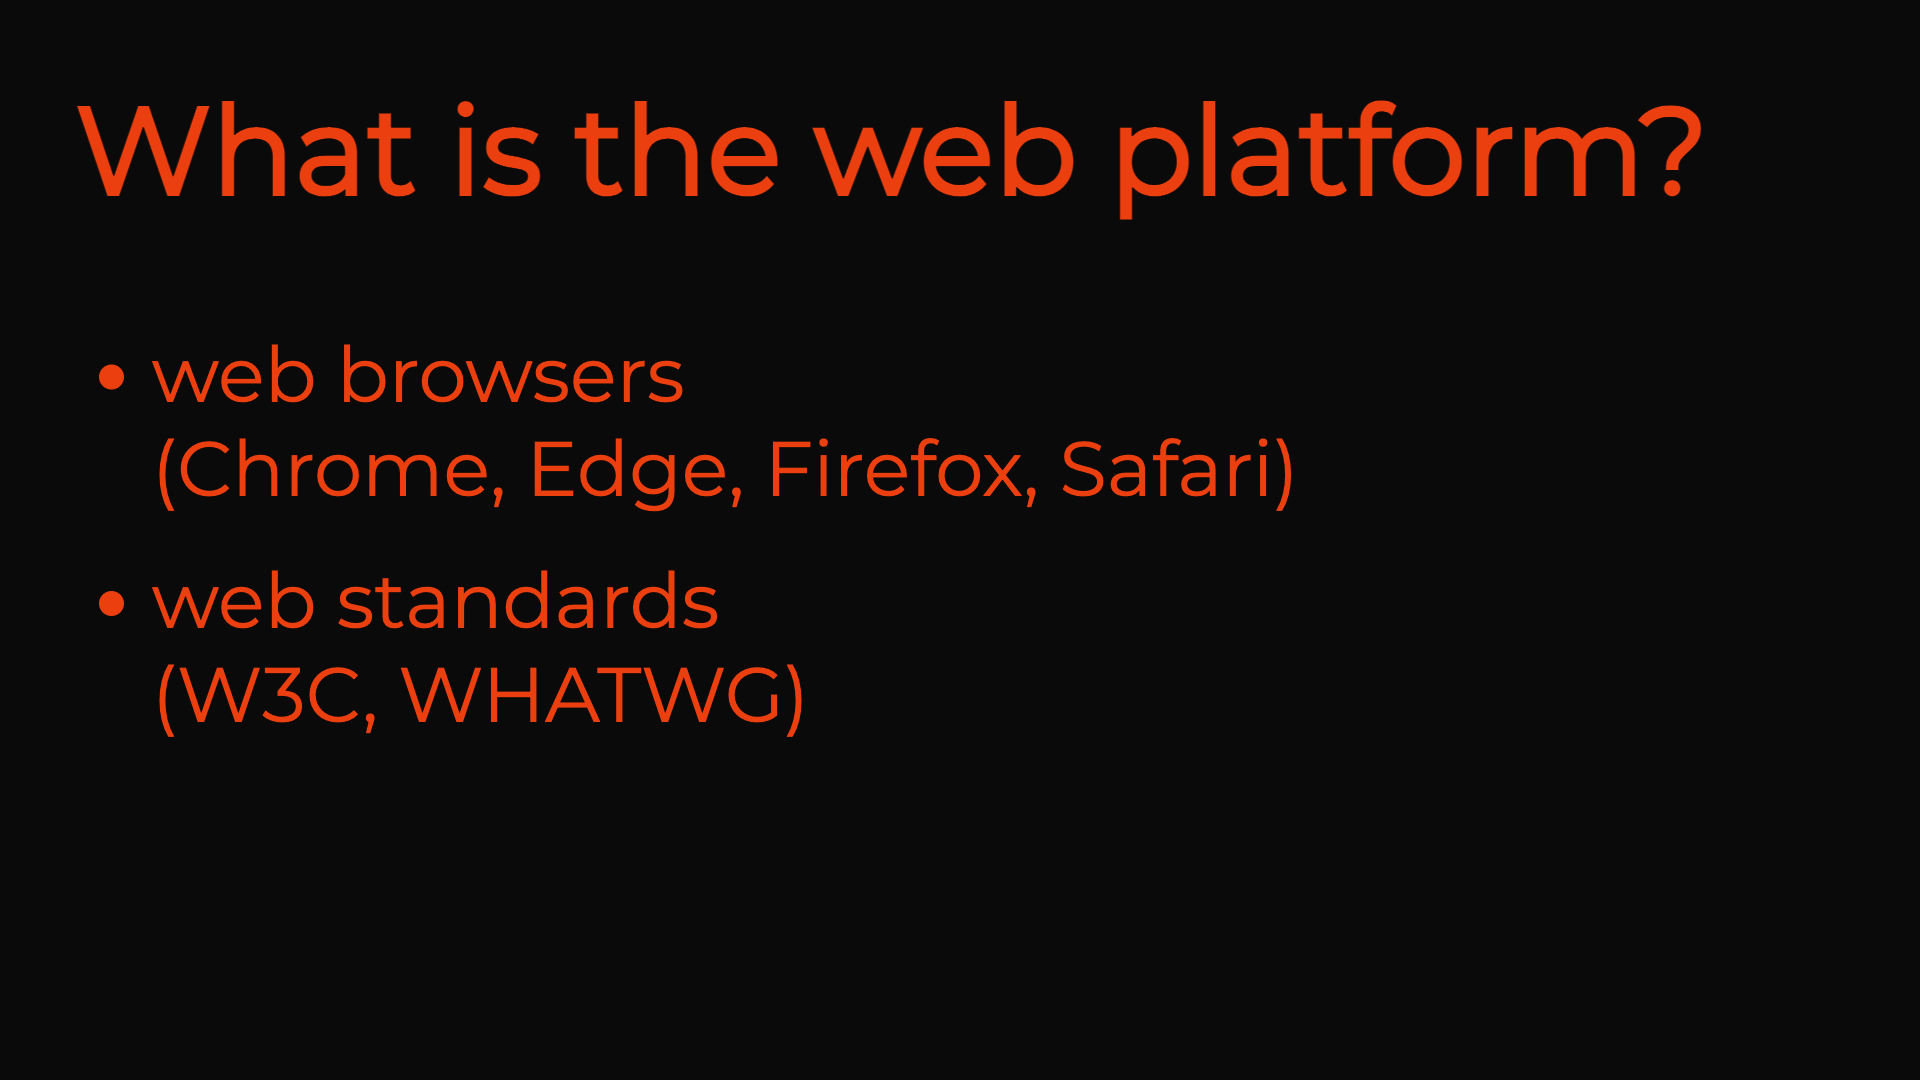 What is the web platform?
• web browsers
(Chrome, Edge, Firefox, Safari)
• web standards
(W3C, WHATWG)